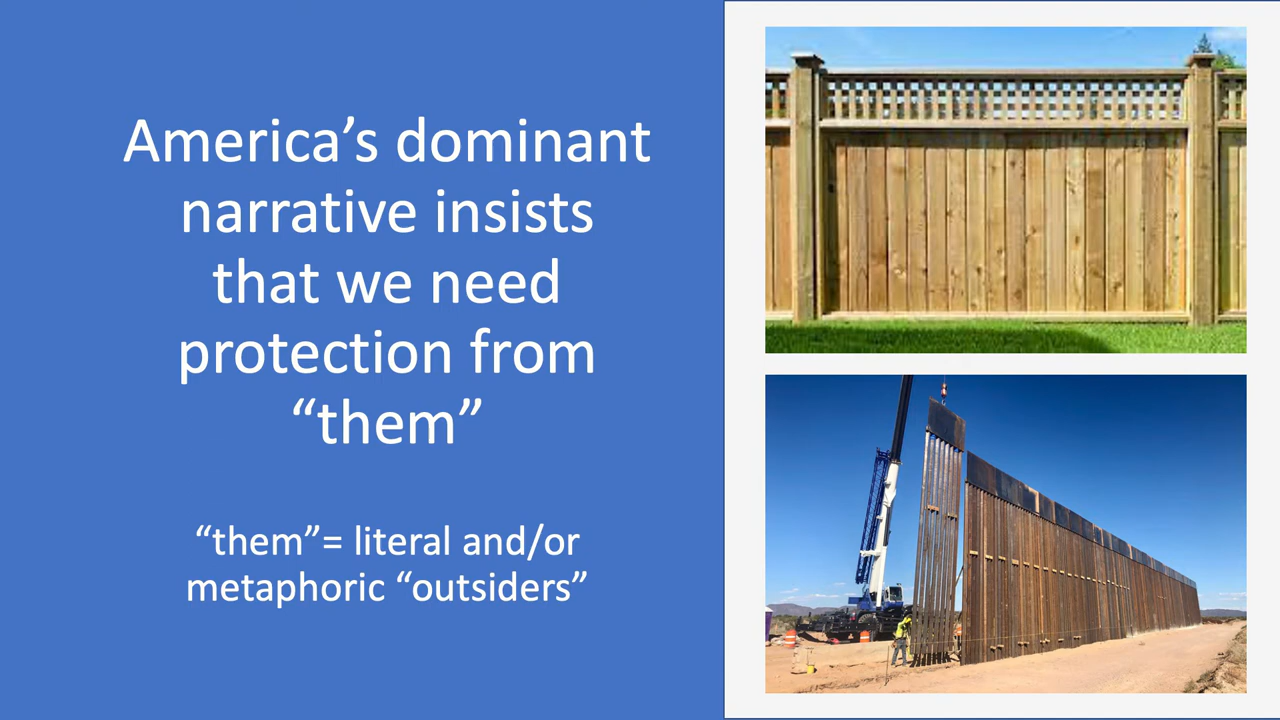 America’s dominant
narrative insists
that we need
protection from
“them”
“them”= literal and/or
metaphoric “outsiders”